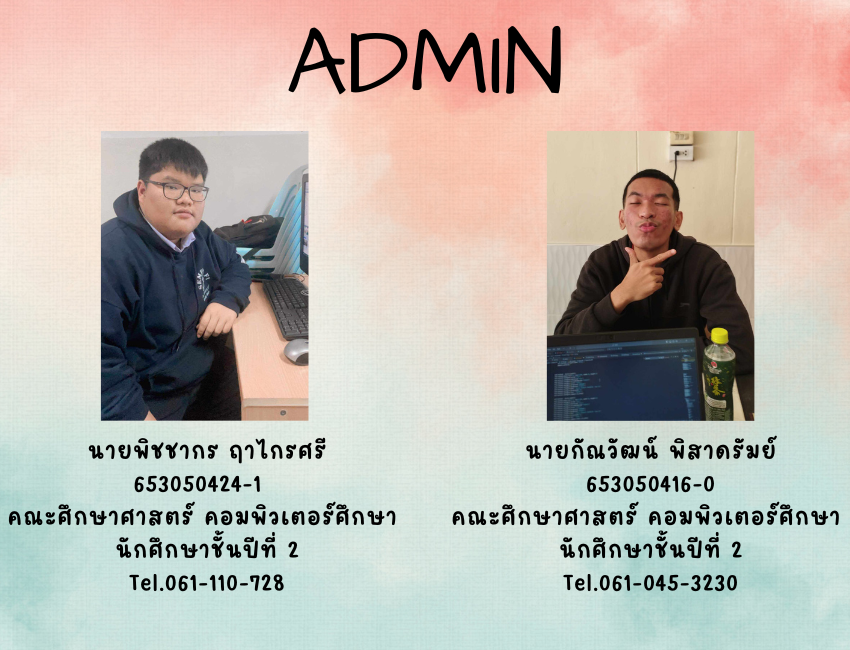 ADMIN
นายพิชชากร ฤาไกรศรี
653050424-1
คณะศึกษาศาสตร์ คอมพิวเตอร์ศึกษา
นักศึกษาชั้นปีที่ 2
Tel.061-110-728
นายกัณวัฒน์ พิสาดรัมย์
653050416-0
คณะศึกษาศาสตร์ คอมพิวเตอร์ศึกษา
นักศึกษาชั้นปีที่ 2
Tel.061-045-3230